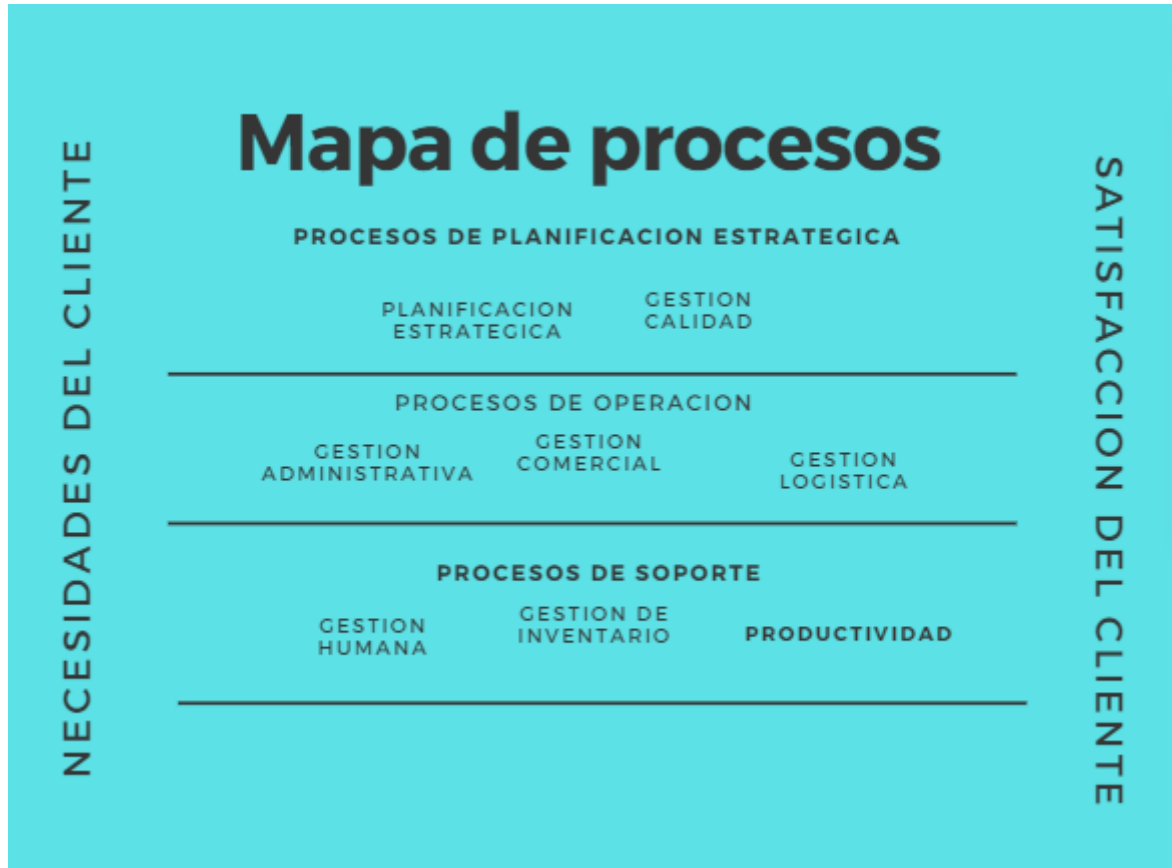 NECESIDADES DEL CLIENTE
Mapa de procesos
PROCESOS DE PLANIFICACION ESTRATEGICA
PLANIFICACION
ESTRATEGICA
GESTION
CALIDAD
PROCESOS DE OPERACION
GESTION
ADMINISTRATIVA
GESTION
COMERCIAL
GESTION
LOGISTICA
PROCESOS DE SOPORTE
GESTION
HUMANA
GESTION DE
INVENTARIO
PRODUCTIVIDAD
SATISFACCION DEL CLIENTE